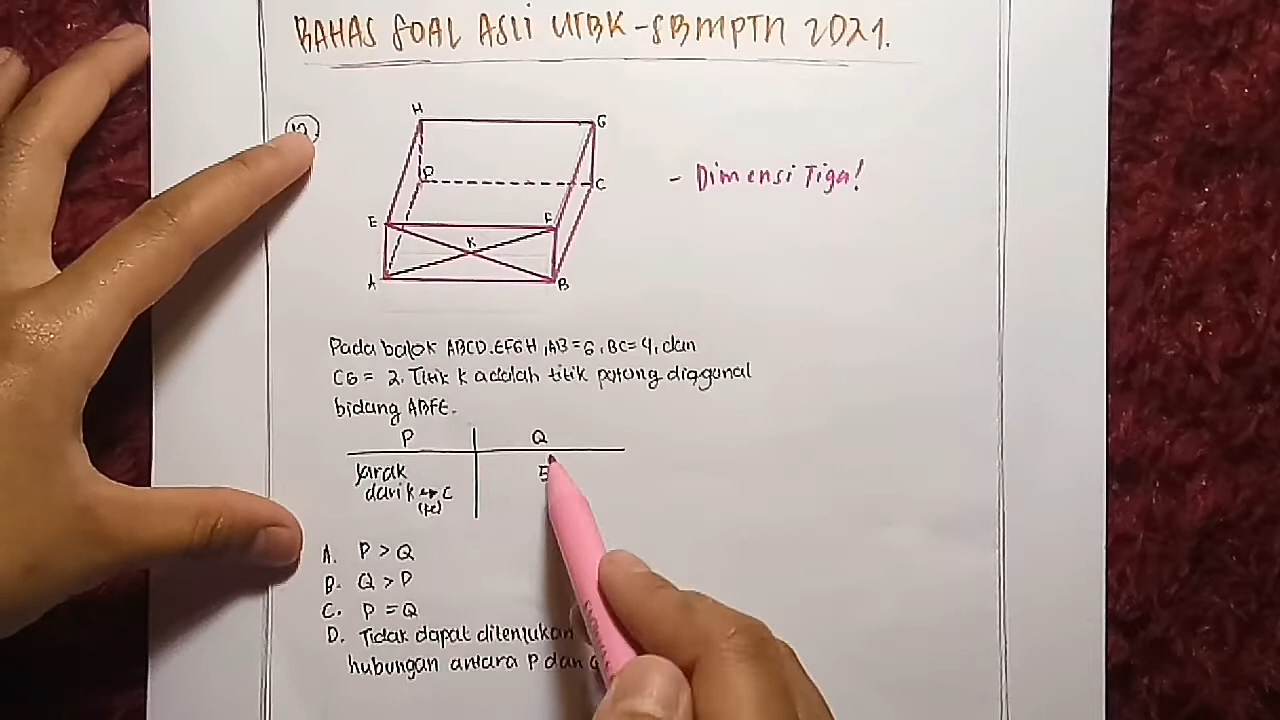 BAHAS SOAL ASLI UTBK-SBMPTN 2021.
H
G
- Dimensi Tiga!
D
C
E
F
K
A
B
Pada balok ABCD.EFGH, AB=6, BC=4, dan
CG= 2. Titik K adalah titik potong diagonal
bidang ABFE.
P Q
Jarak
dari K ↔ C 5
(ke)
A. P > Q
B. Q > P
C. P = Q
D. Tidak dapat ditentukan
hubungan antara P dan